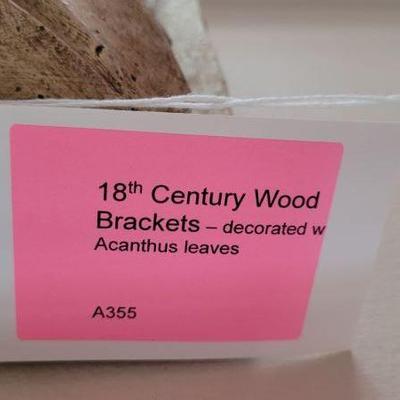 18th Century Wood
Brackets – decorated w
Acanthus leaves
A355